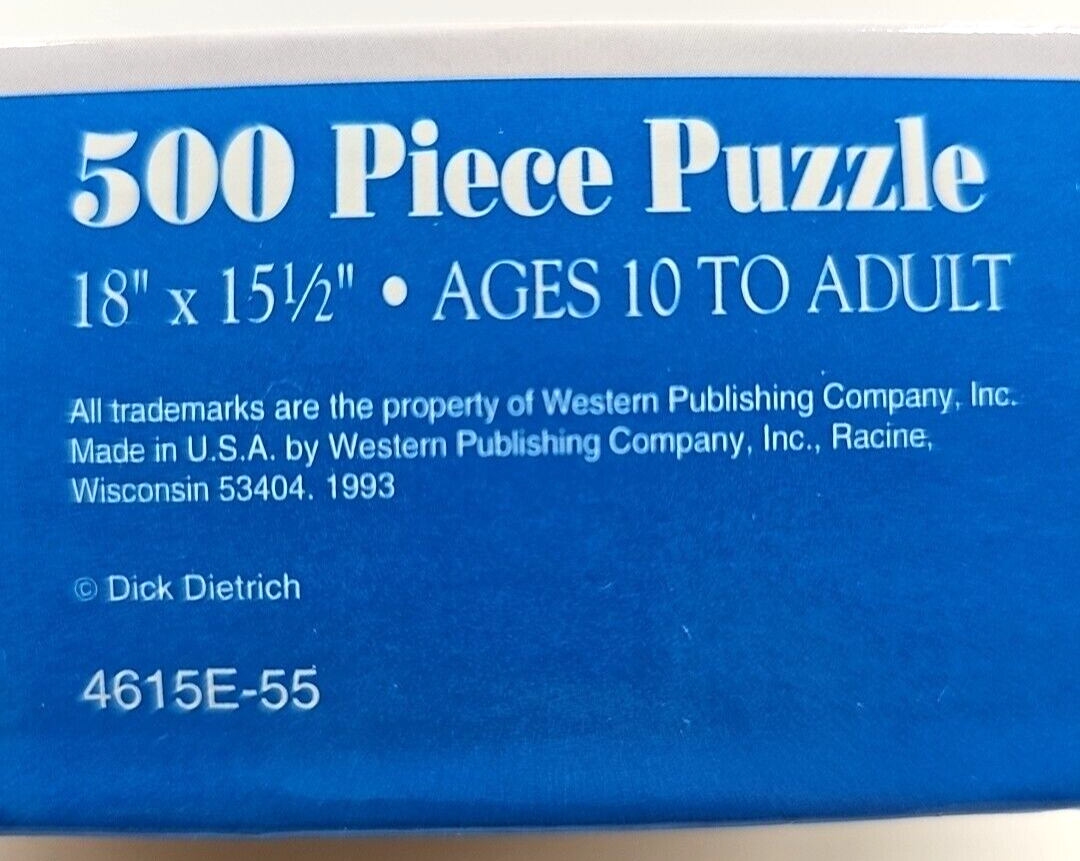 500 Piece Puzzle
18" x 15½" • AGES 10 TO ADULT
All trademarks are the property of Western Publishing Company, Inc.
Made in U.S.A. by Western Publishing Company, Inc., Racine,
Wisconsin 53404. 1993
© Dick Dietrich
4615E-55